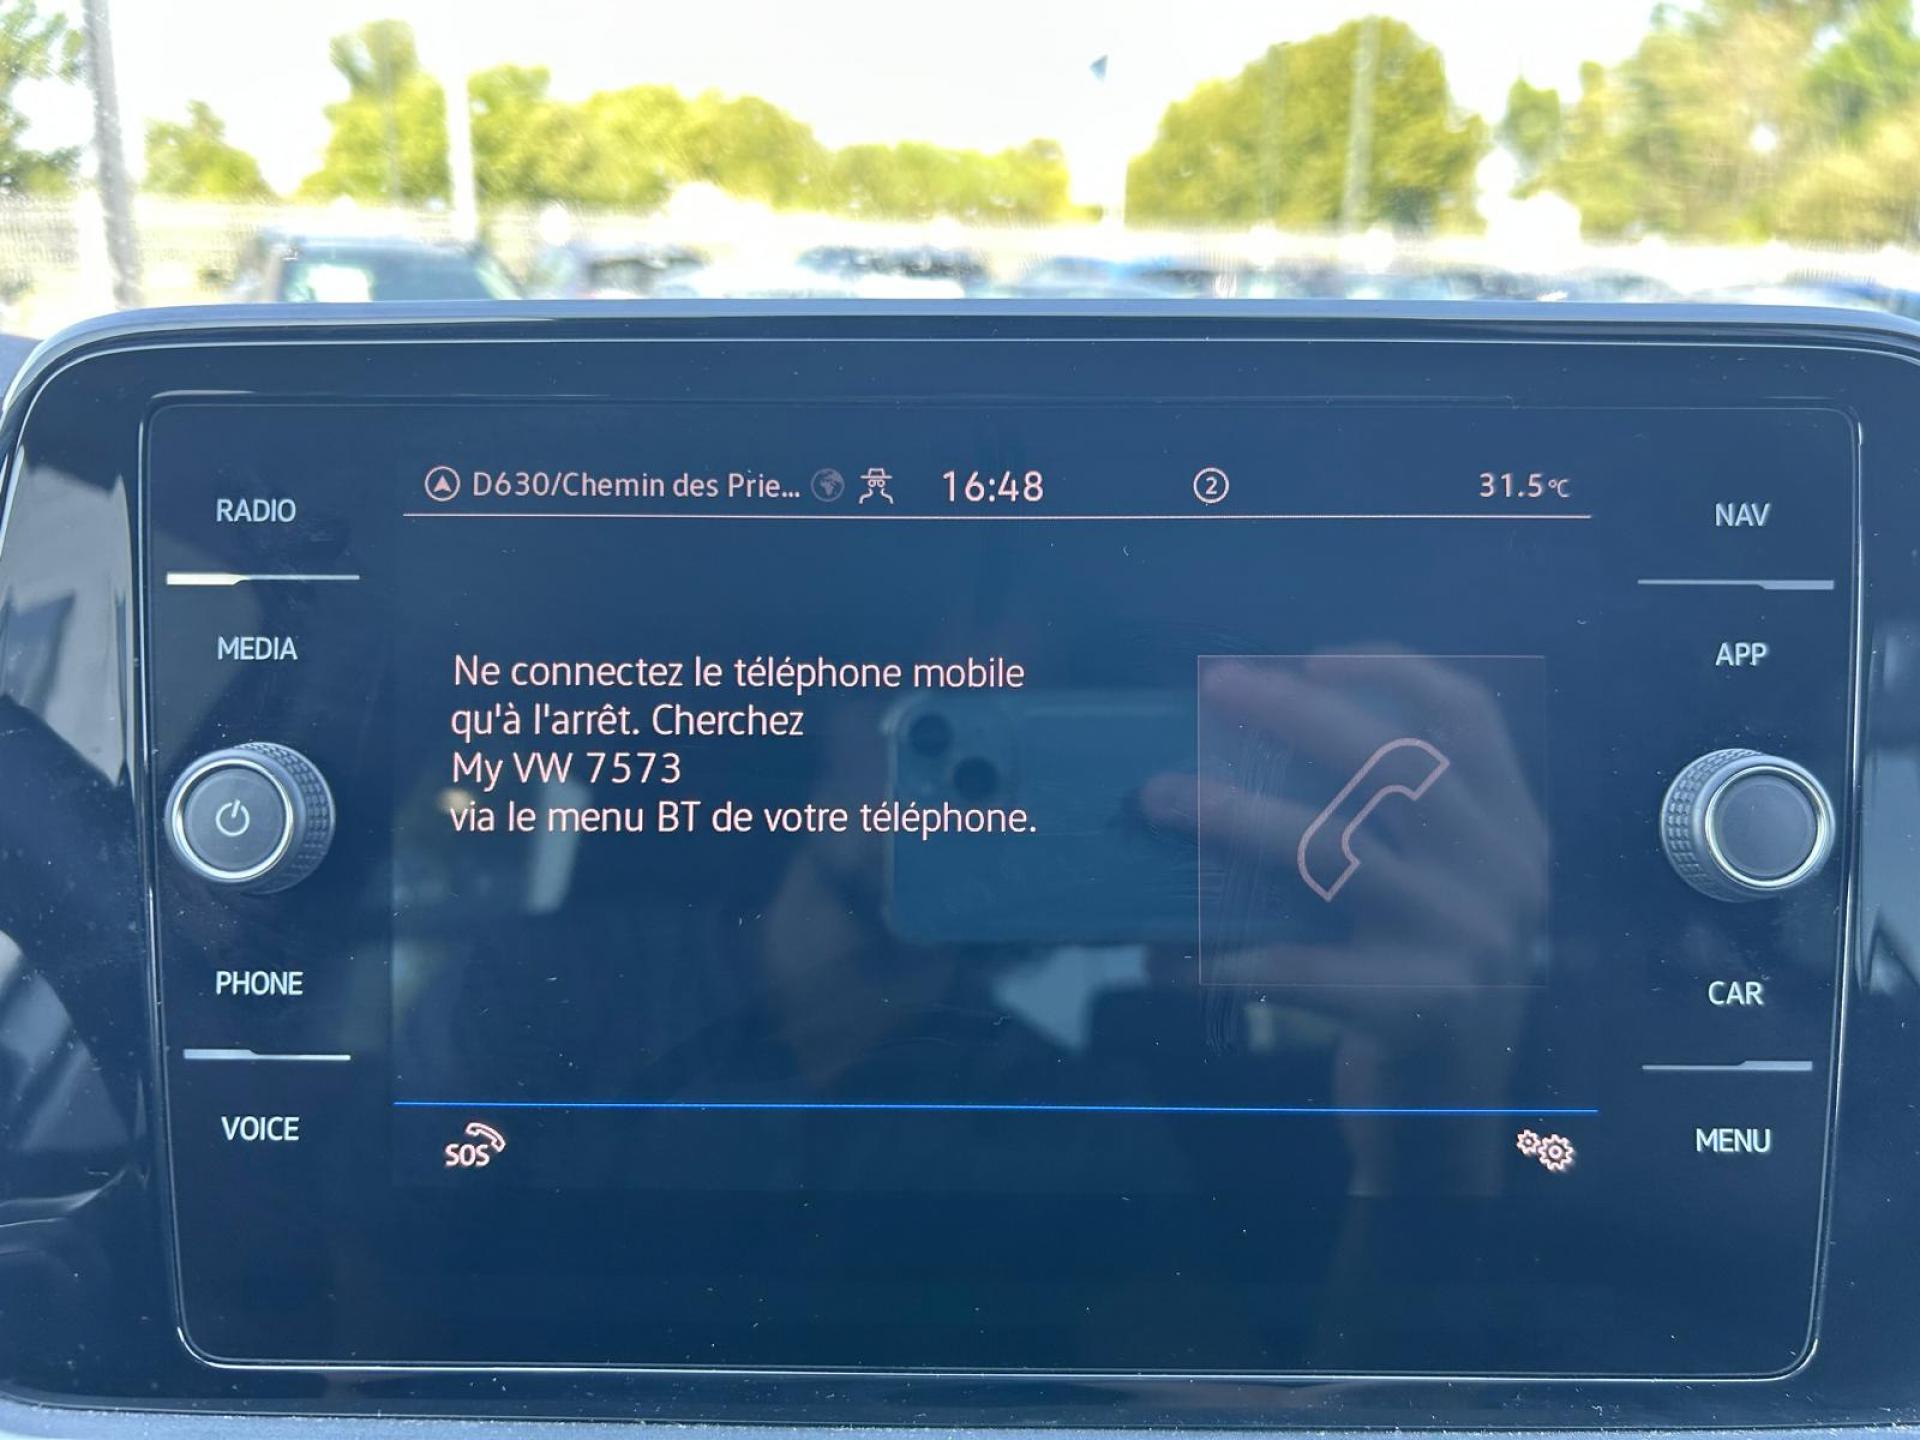 D630/Chemin des Prie... 16:48 2 31.5°C
RADIO
NAV
MEDIA
APP
Ne connectez le téléphone mobile
qu'à l'arrêt. Cherchez
My VW 7573
via le menu BT de votre téléphone.
PHONE
CAR
VOICE
SOS
MENU